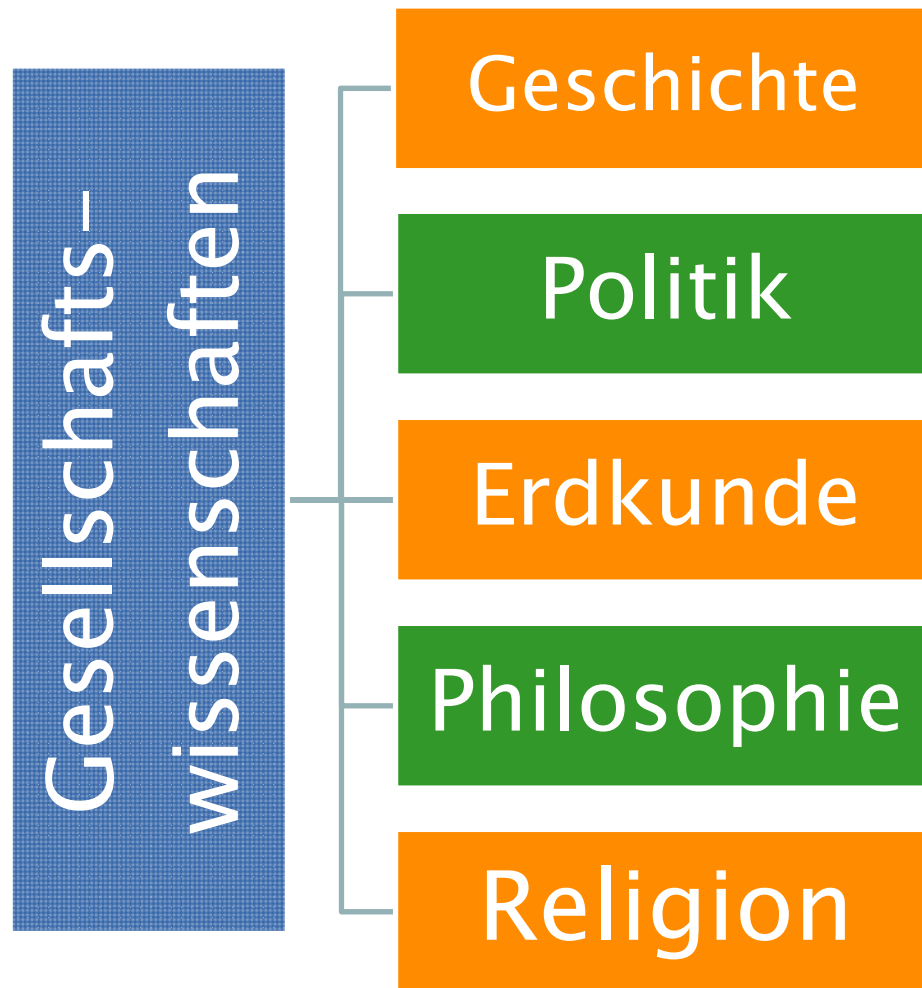 Gesellschafts-
wissenschaften
Geschichte
Politik
Erdkunde
Philosophie
Religion